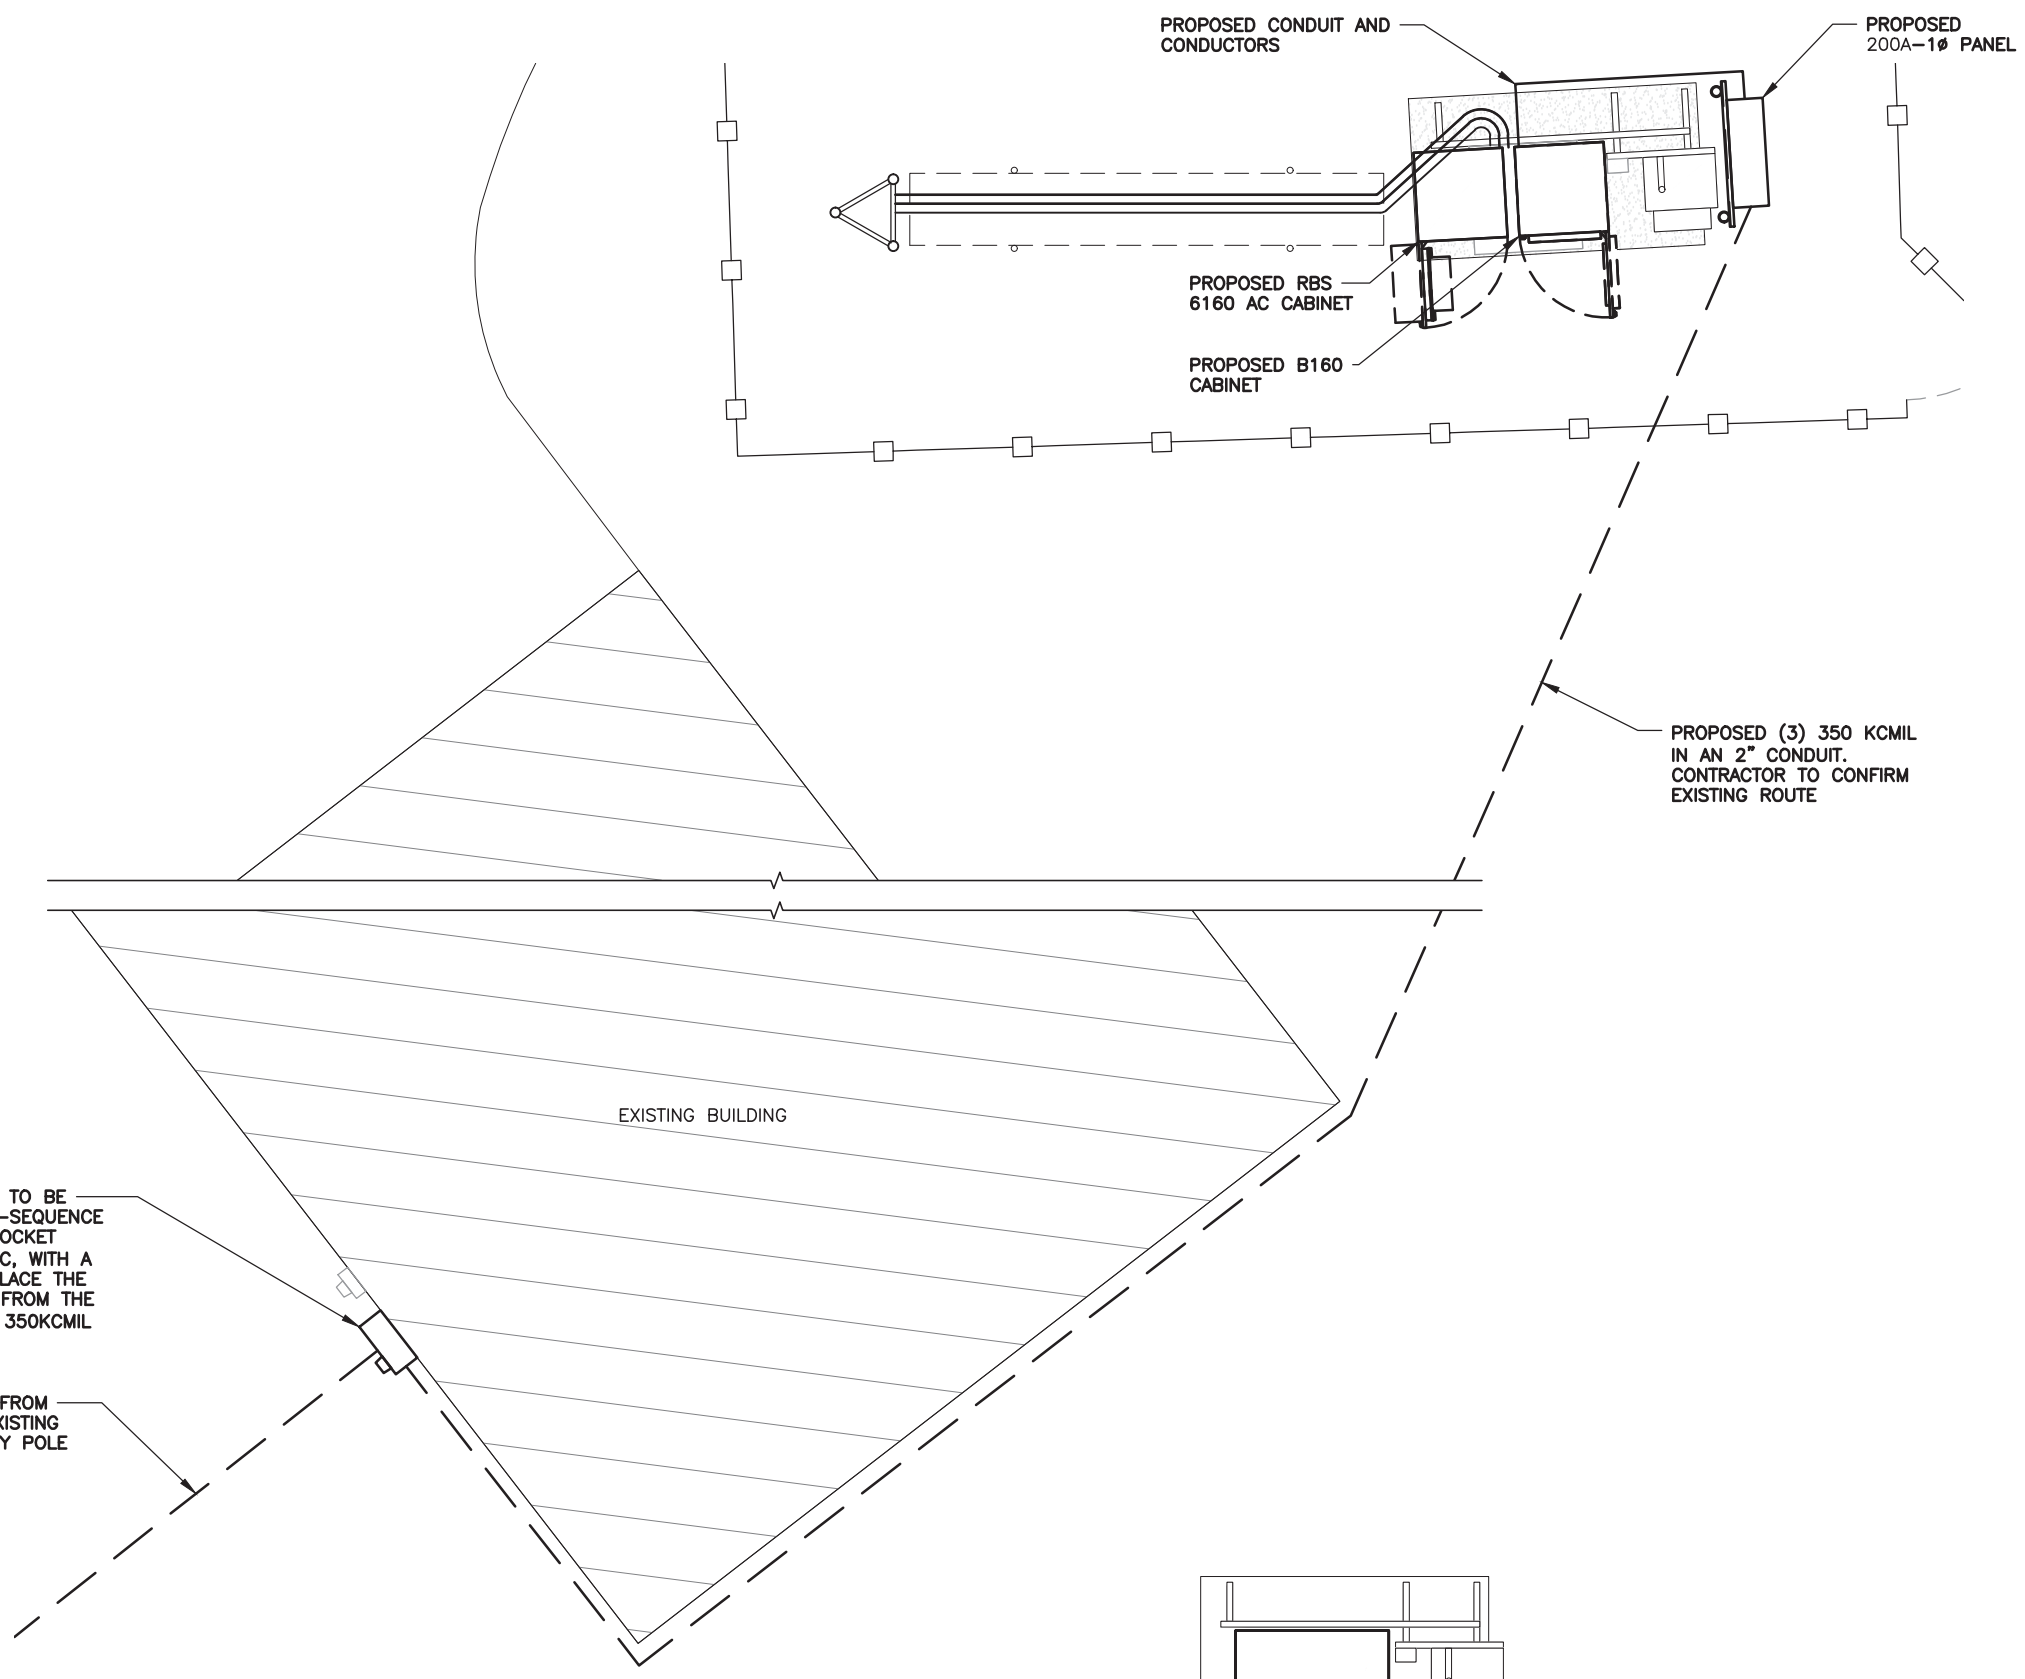 PROPOSED CONDUIT AND
CONDUCTORS
PROPOSED
200A-1ø PANEL
PROPOSED RBS
6160 AC CABINET
PROPOSED B160
CABINET
PROPOSED (3) 350 KCMIL
IN AN 2" CONDUIT.
CONTRACTOR TO CONFIRM
EXISTING ROUTE
EXISTING BUILDING
TO BE
-SEQUENCE
OCKET
C, WITH A
LACE THE
FROM THE
350KCMIL
FROM
XISTING
Y POLE